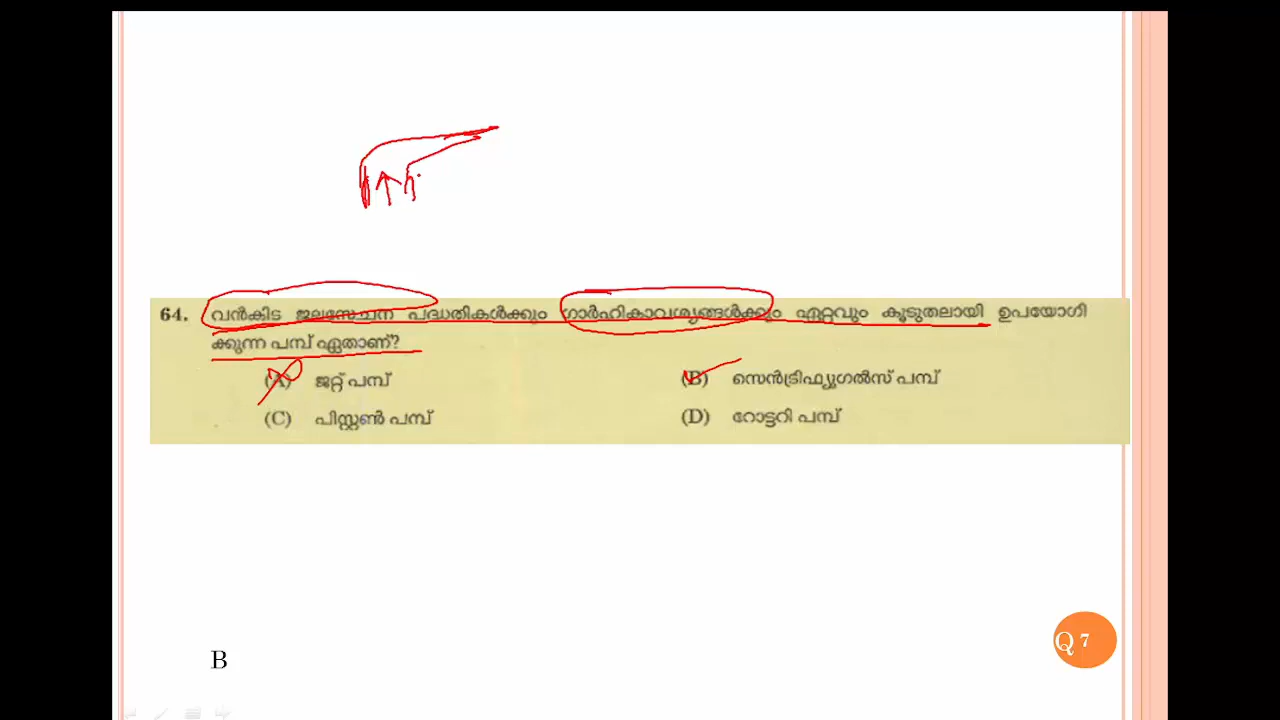 64. വൻകിട ജലസേചന പദ്ധതികൾക്കും ഗാർഹികാവശ്യങ്ങൾക്കും ഏറ്റവും കൂടുതലായി ഉപയോഗി
ക്കുന്ന പമ്പ് ഏതാണ്?
(A) ജറ്റ് പമ്പ് (B) സെൻട്രിഫ്യുഗൽസ് പമ്പ്
(C) പിസ്റ്റൺ പമ്പ് (D) റോട്ടറി പമ്പ്
Q 7
B